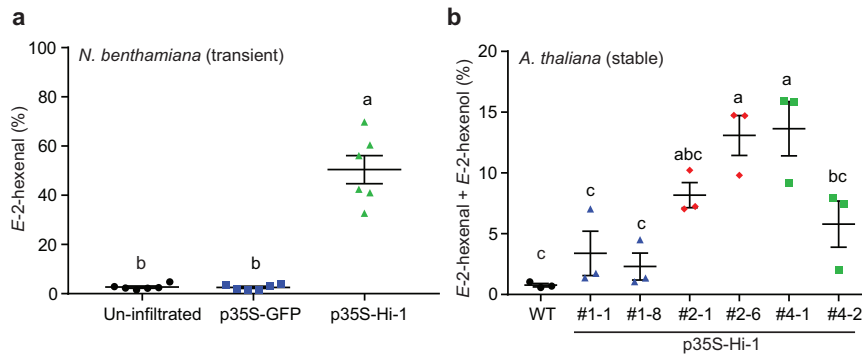 a
N. benthamiana (transient)
E-2-hexenal (%)
100
80
60
40
20
0
b
b
a
Un-infiltrated p35S-GFP p35S-Hi-1
b
A. thaliana (stable)
E-2-hexenal + E-2-hexenol (%)
20
15
10
5
0
c
c
c
abc
a
a
bc
WT #1-1 #1-8 #2-1 #2-6 #4-1 #4-2
p35S-Hi-1